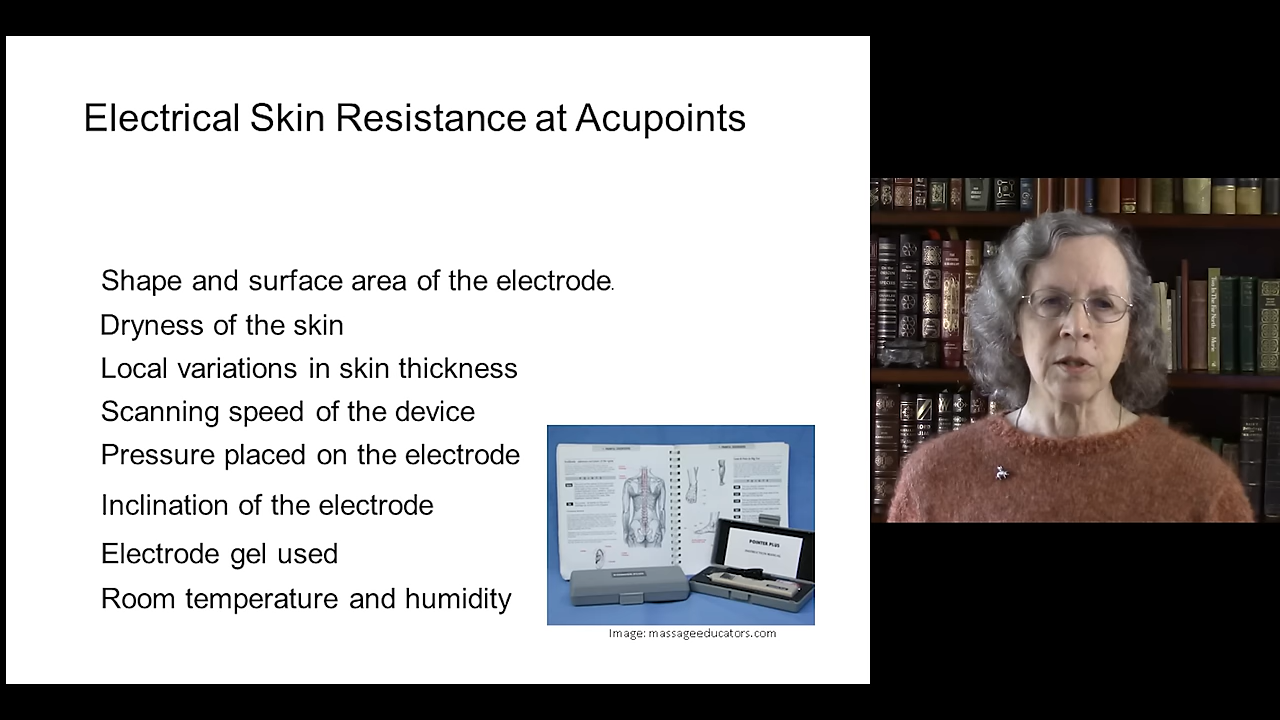 Electrical Skin Resistance at Acupoints
Shape and surface area of the electrode.
Dryness of the skin
Local variations in skin thickness
Scanning speed of the device
Pressure placed on the electrode
Inclination of the electrode
Electrode gel used
Room temperature and humidity
POINTER PLUS
Image: massageeducators.com